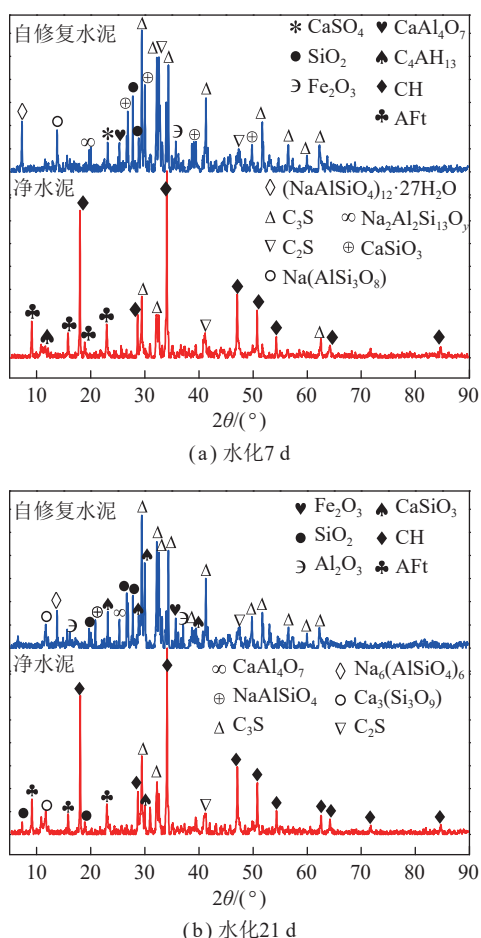 自修复水泥
* CaSO₄ ♥ CaAl₄O₇
● SiO₂ ♠ C₄AH₁₃
∋ Fe₂O₃ ♦ CH
♣ AFt
净水泥
◇ (NaAlSiO₄)₁₂·27H₂O
△ C₃S ∞ Na₂Al₂Si₁₃Oᵧ
▽ C₂S ⊕ CaSiO₃
○ Na(AlSi₃O₈)
10 20 30 40 50 60 70 80 90
2θ/(°)
(a) 水化7 d
自修复水泥
♥ Fe₂O₃ ♠ CaSiO₃
● SiO₂ ♦ CH
∋ Al₂O₃ ♣ AFt
净水泥
∞ CaAl₄O₇ ◇ Na₆(AlSiO₄)₆
⊕ NaAlSiO₄ ○ Ca₃(Si₃O₉)
△ C₃S ▽ C₂S
10 20 30 40 50 60 70 80 90
2θ/(°)
(b) 水化21 d